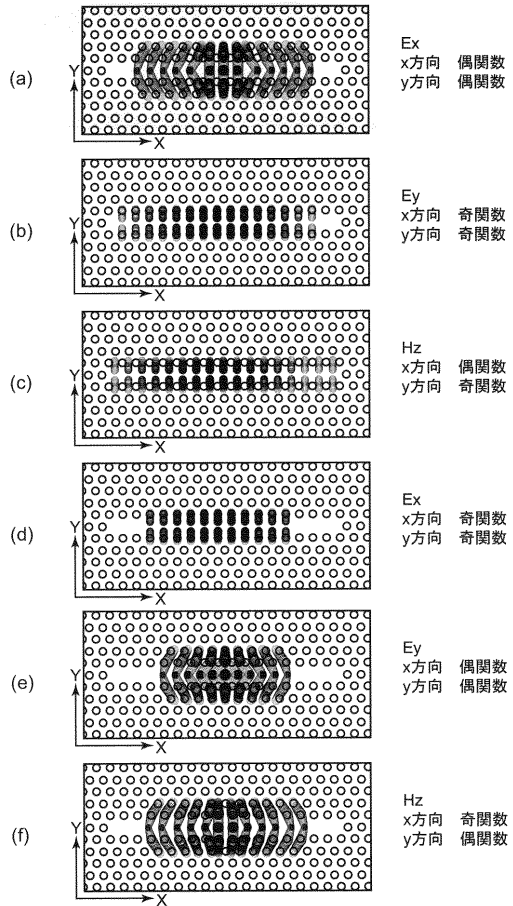 (a)
Y
X
Ex
x方向 偶関数
y方向 偶関数
(b)
Y
X
Ey
x方向 奇関数
y方向 奇関数
(c)
Y
X
Hz
x方向 偶関数
y方向 奇関数
(d)
Y
X
Ex
x方向 奇関数
y方向 奇関数
(e)
Y
X
Ey
x方向 偶関数
y方向 偶関数
(f)
Y
X
Hz
x方向 奇関数
y方向 偶関数